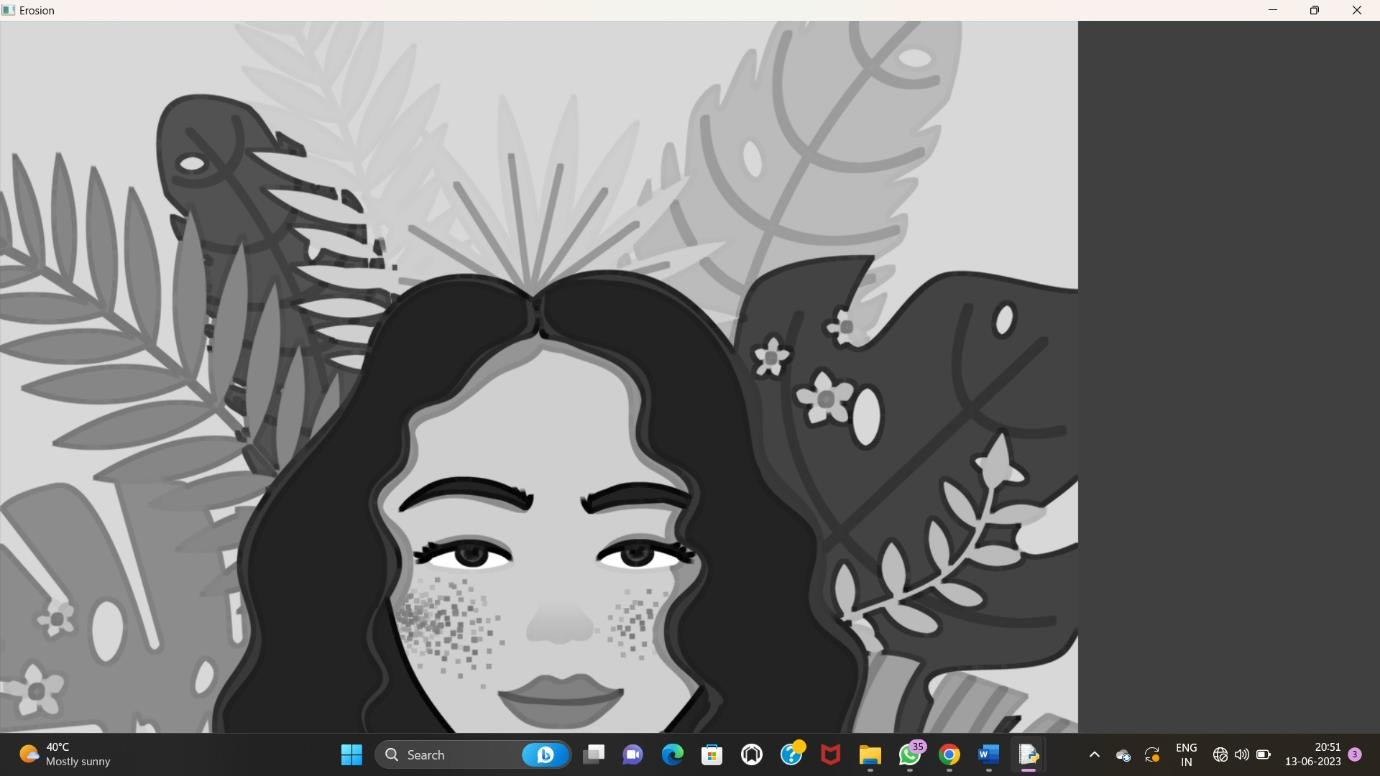 Erosion
40°C
Mostly sunny
Search
35
ENG
IN
20:51
13-06-2023
3